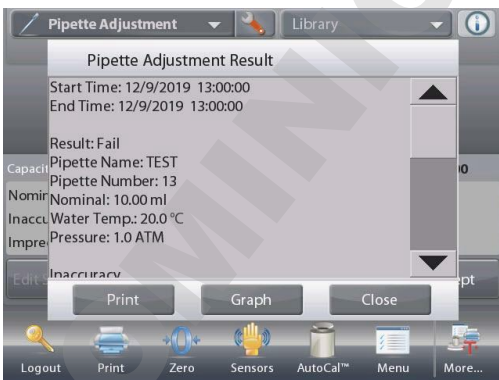 Pipette Adjustment
Library
Pipette Adjustment Result
Start Time: 12/9/2019 13:00:00
End Time: 12/9/2019 13:00:00
Result: Fail
Pipette Name: TEST
Pipette Number: 13
Nominal: 10.00 ml
Water Temp.: 20.0 °C
Pressure: 1.0 ATM
Inaccuracy
Print Graph Close
Logout Print Zero Sensors AutoCal™ Menu More...